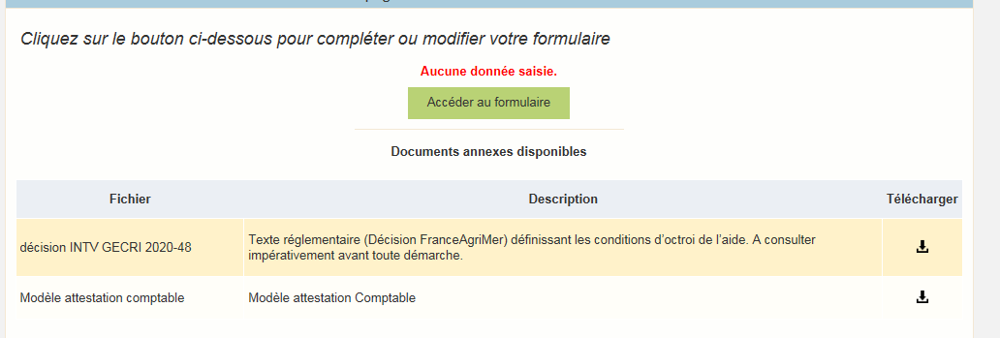 Cliquez sur le bouton ci-dessous pour compléter ou modifier votre formulaire
Aucune donnée saisie.
Accéder au formulaire
Documents annexes disponibles
Fichier Description Télécharger
décision INTV GECRI 2020-48
Texte réglementaire (Décision FranceAgriMer) définissant les conditions d'octroi de l'aide. A consulter
impérativement avant toute démarche.
Modèle attestation comptable Modèle attestation Comptable